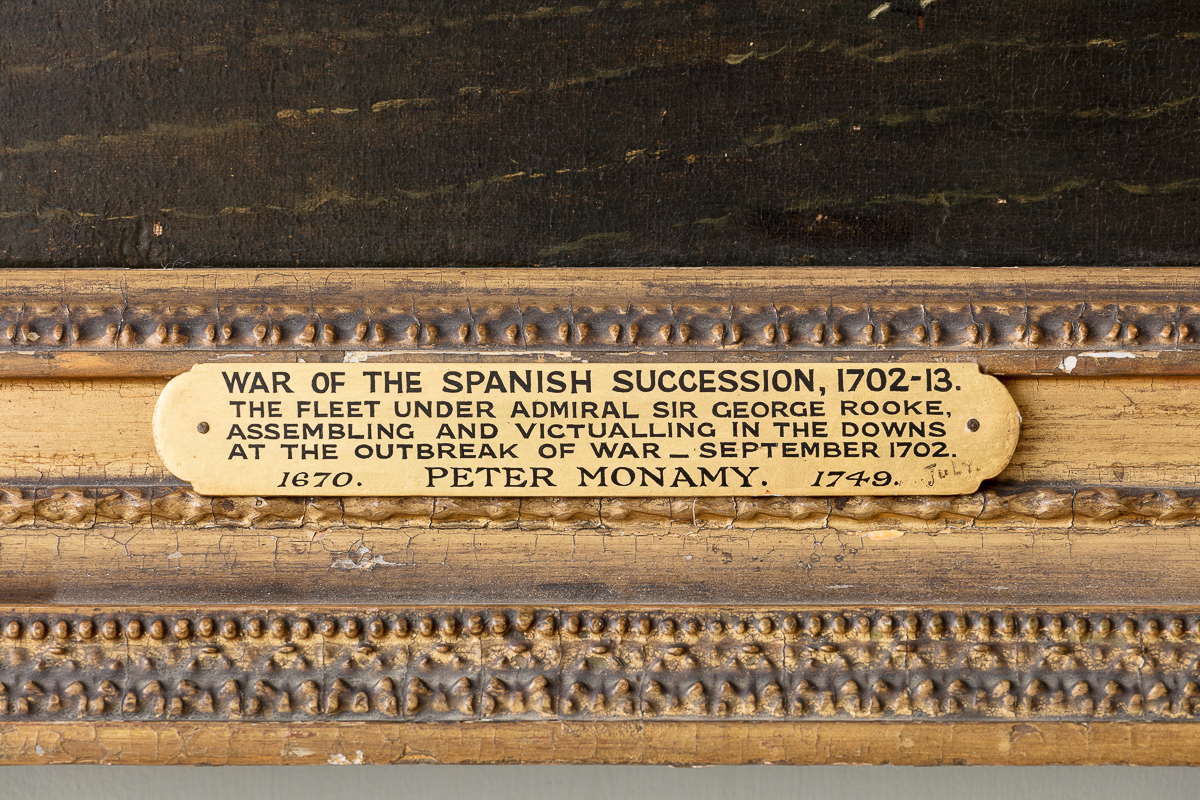 WAR OF THE SPANISH SUCCESSION, 1702-13.
THE FLEET UNDER ADMIRAL SIR GEORGE ROOKE,
ASSEMBLING AND VICTUALLING IN THE DOWNS
AT THE OUTBREAK OF WAR — SEPTEMBER 1702.
1670. PETER MONAMY. 1749. July.